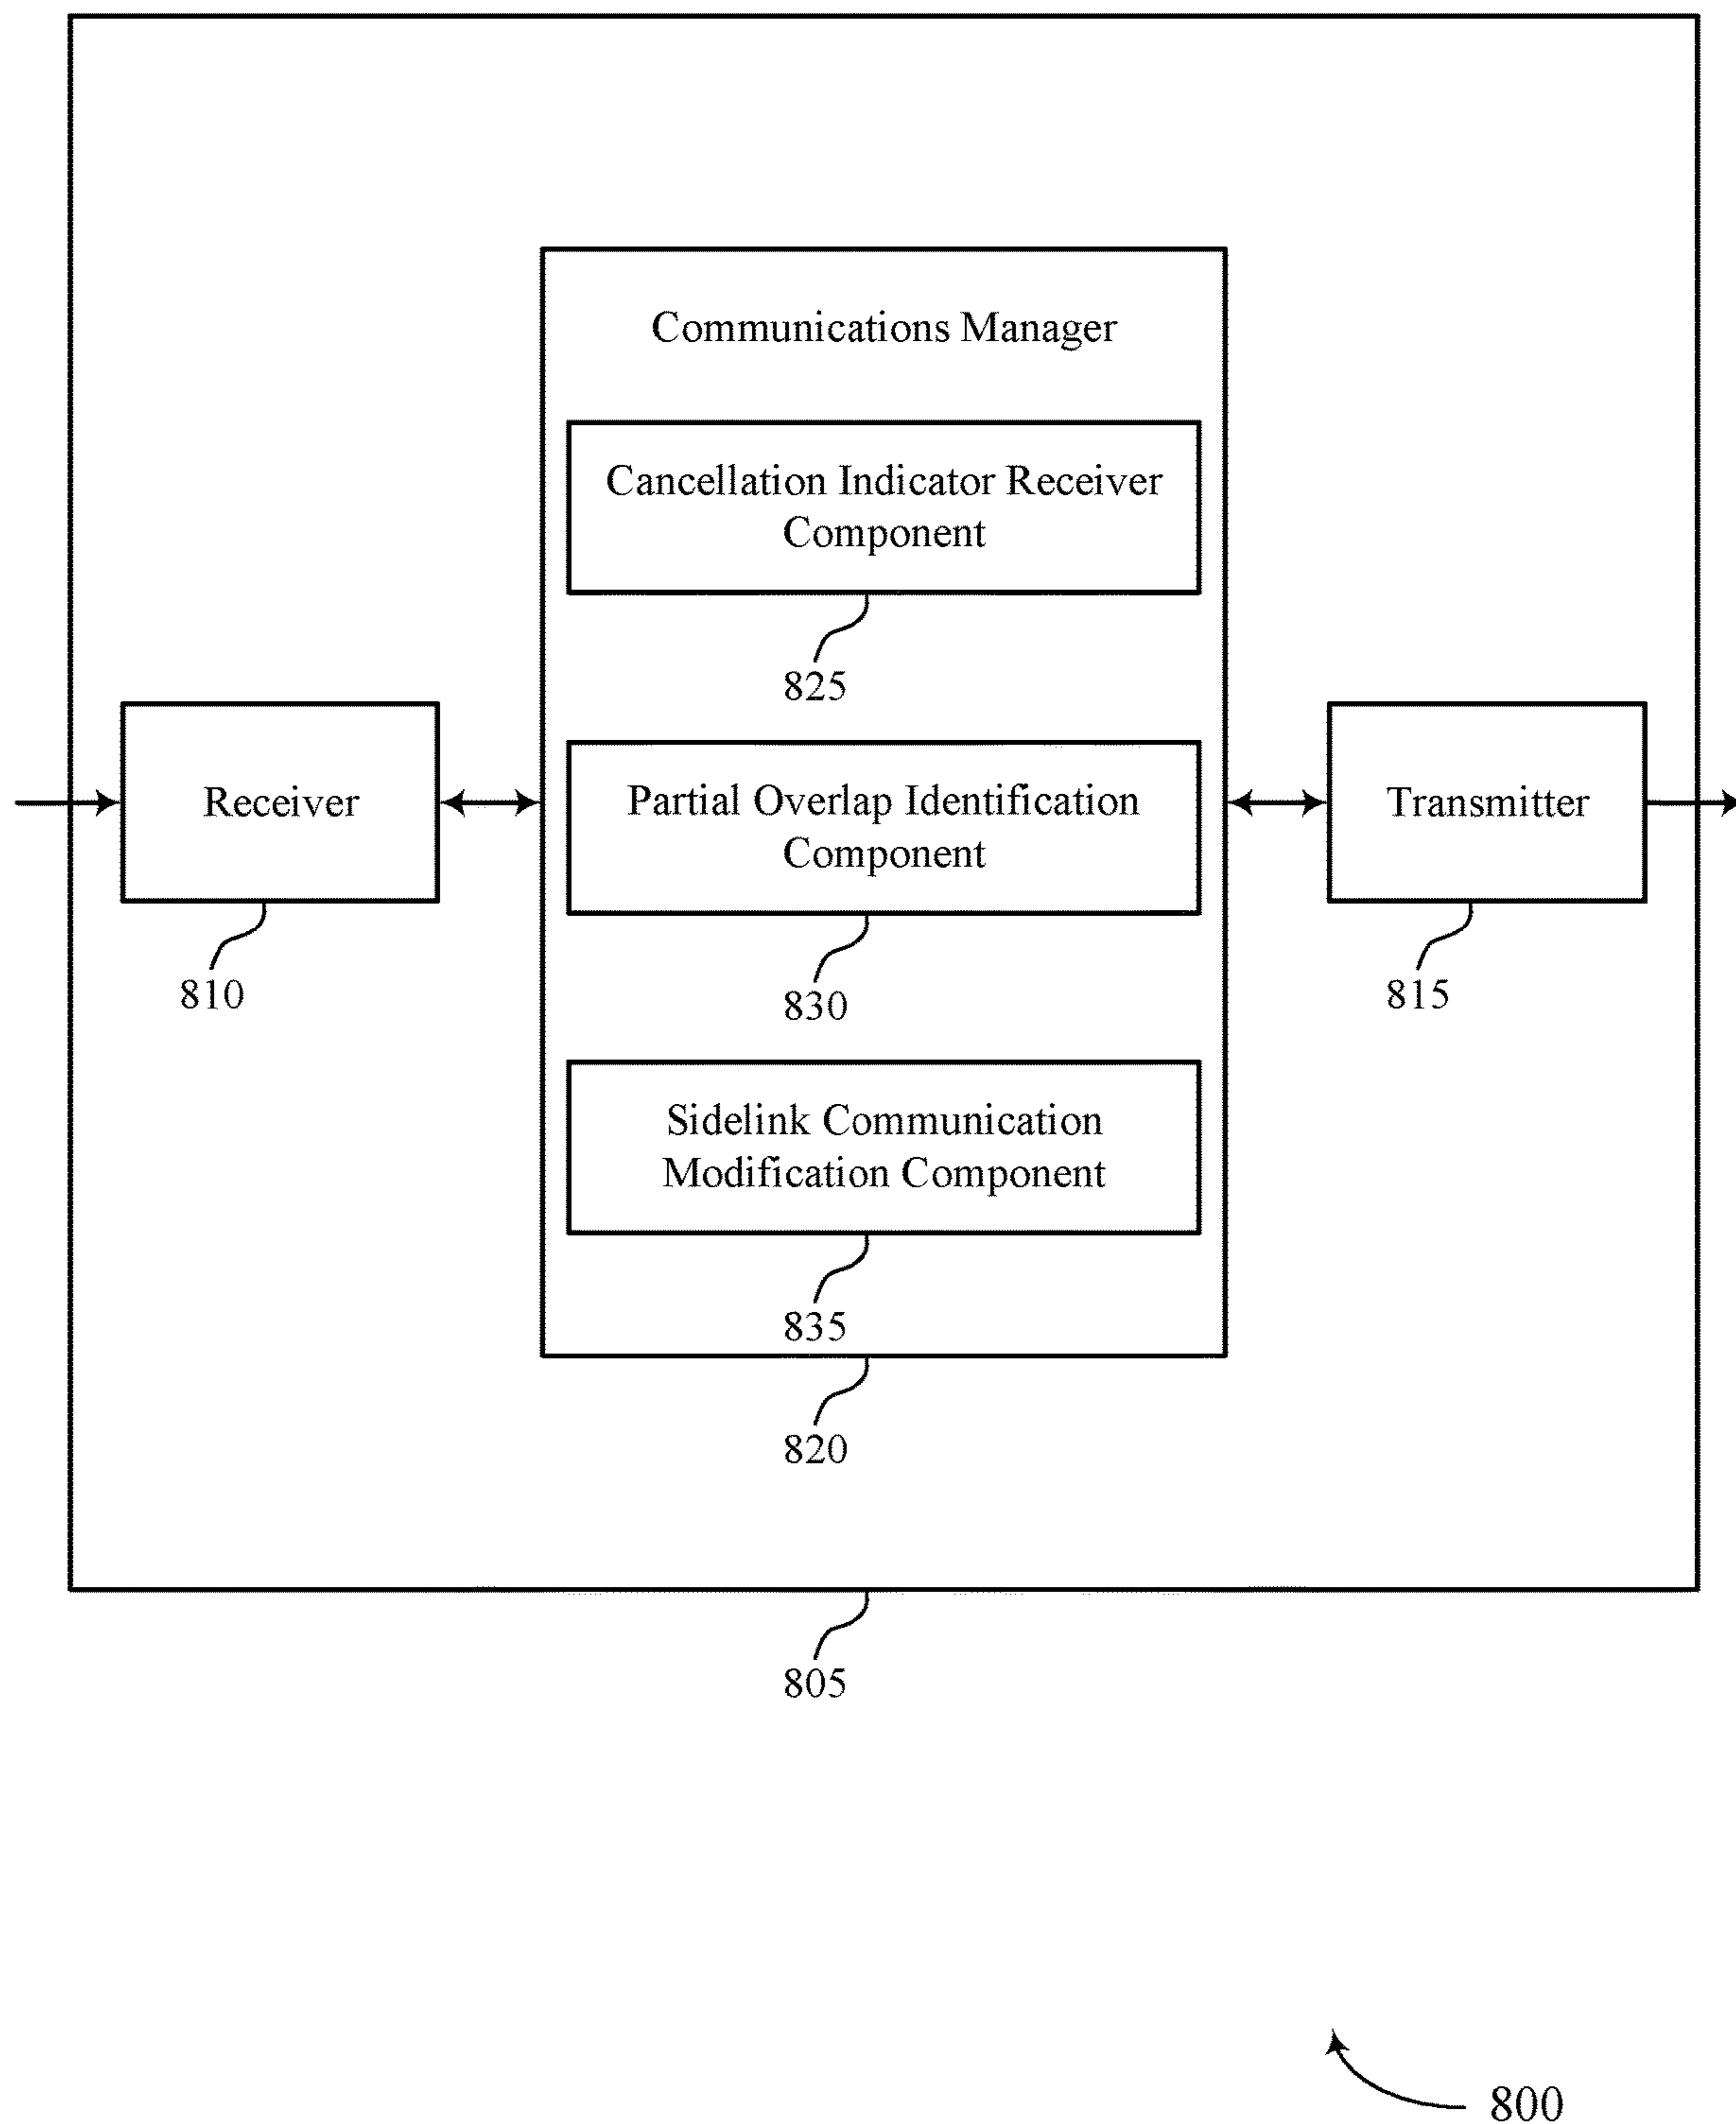 Communications Manager
Cancellation Indicator Receiver
Component
825
Receiver
810
Partial Overlap Identification
Component
830
Transmitter
815
Sidelink Communication
Modification Component
835
820
805
800